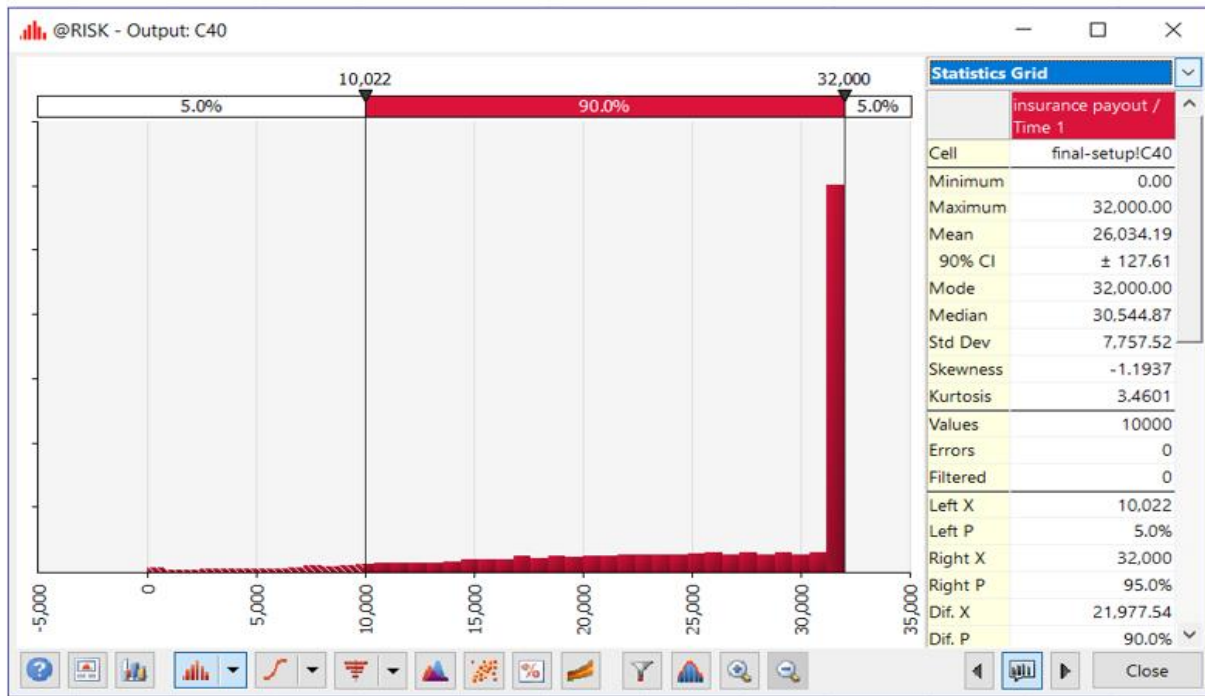 @RISK - Output: C40
10,022
32,000
5.0%
90.0%
5.0%
-5,000
0
5,000
10,000
15,000
20,000
25,000
30,000
35,000
Statistics Grid
insurance payout /
Time 1
Cell final-setup!C40
Minimum 0.00
Maximum 32,000.00
Mean 26,034.19
90% CI ± 127.61
Mode 32,000.00
Median 30,544.87
Std Dev 7,757.52
Skewness -1.1937
Kurtosis 3.4601
Values 10000
Errors 0
Filtered 0
Left X 10,022
Left P 5.0%
Right X 32,000
Right P 95.0%
Dif. X 21,977.54
Dif. P 90.0%
Close